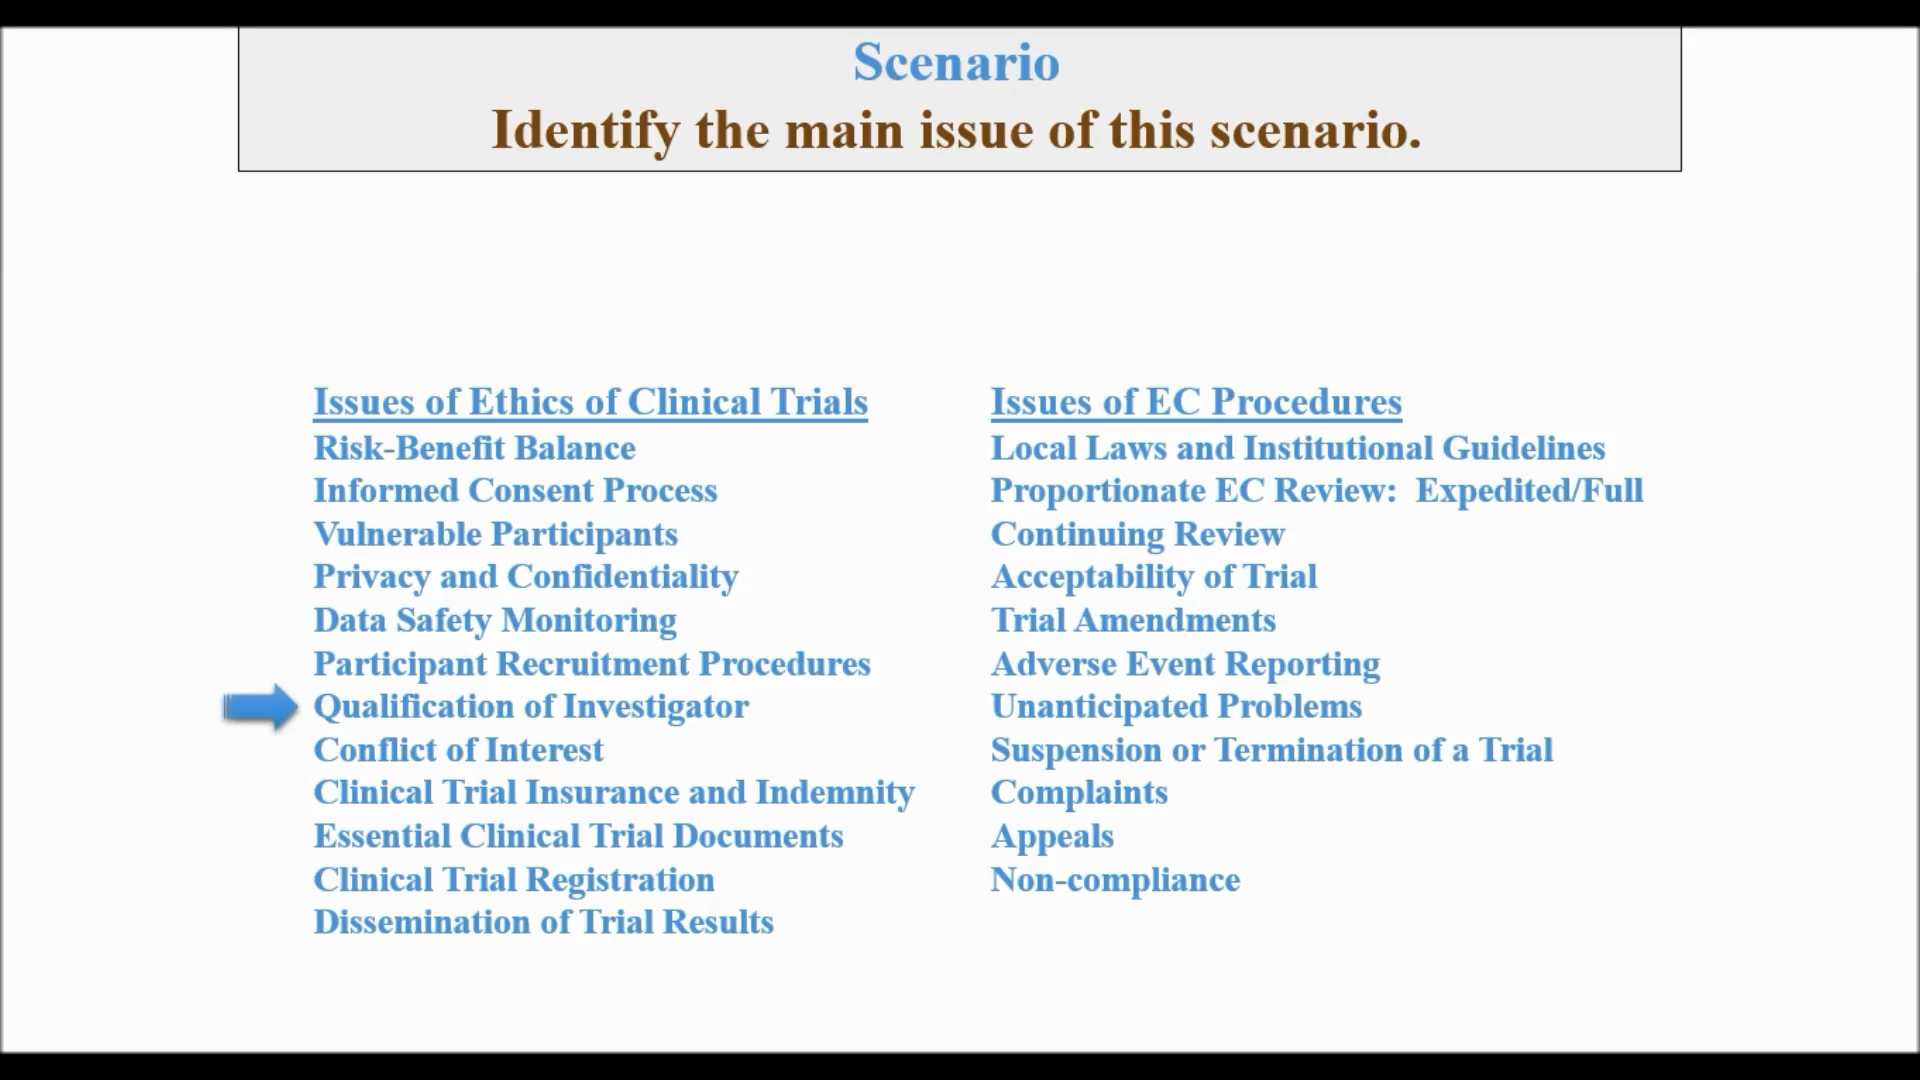 Scenario
Identify the main issue of this scenario.
Issues of Ethics of Clinical Trials
Risk-Benefit Balance
Informed Consent Process
Vulnerable Participants
Privacy and Confidentiality
Data Safety Monitoring
Participant Recruitment Procedures
Qualification of Investigator
Conflict of Interest
Clinical Trial Insurance and Indemnity
Essential Clinical Trial Documents
Clinical Trial Registration
Dissemination of Trial Results
Issues of EC Procedures
Local Laws and Institutional Guidelines
Proportionate EC Review: Expedited/Full
Continuing Review
Acceptability of Trial
Trial Amendments
Adverse Event Reporting
Unanticipated Problems
Suspension or Termination of a Trial
Complaints
Appeals
Non-compliance